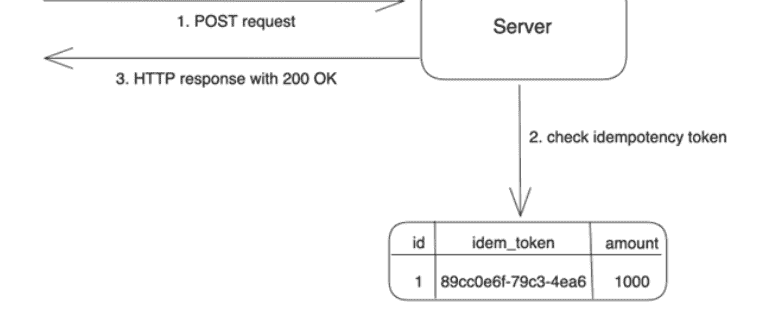 1. POST request
Server
3. HTTP response with 200 OK
2. check idempotency token
id idem_token amount
1 89cc0e6f-79c3-4ea6 1000